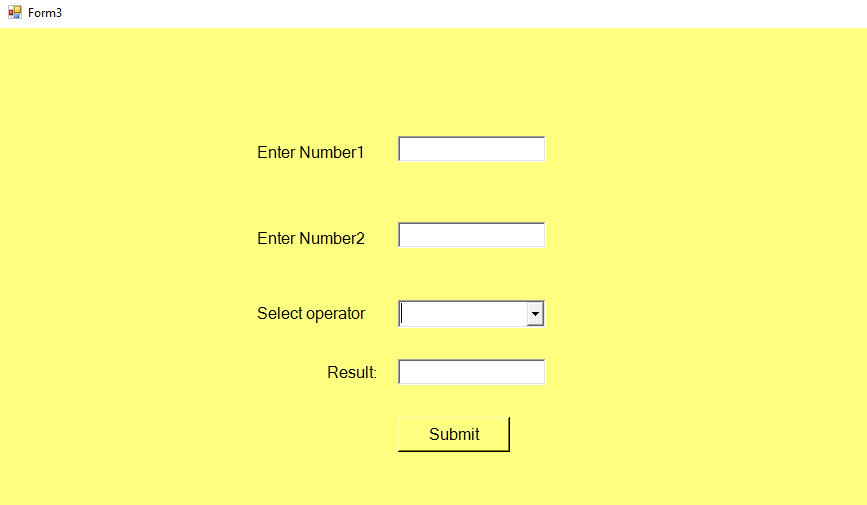 Form3
Enter Number1
Enter Number2
Select operator
Result:
Submit